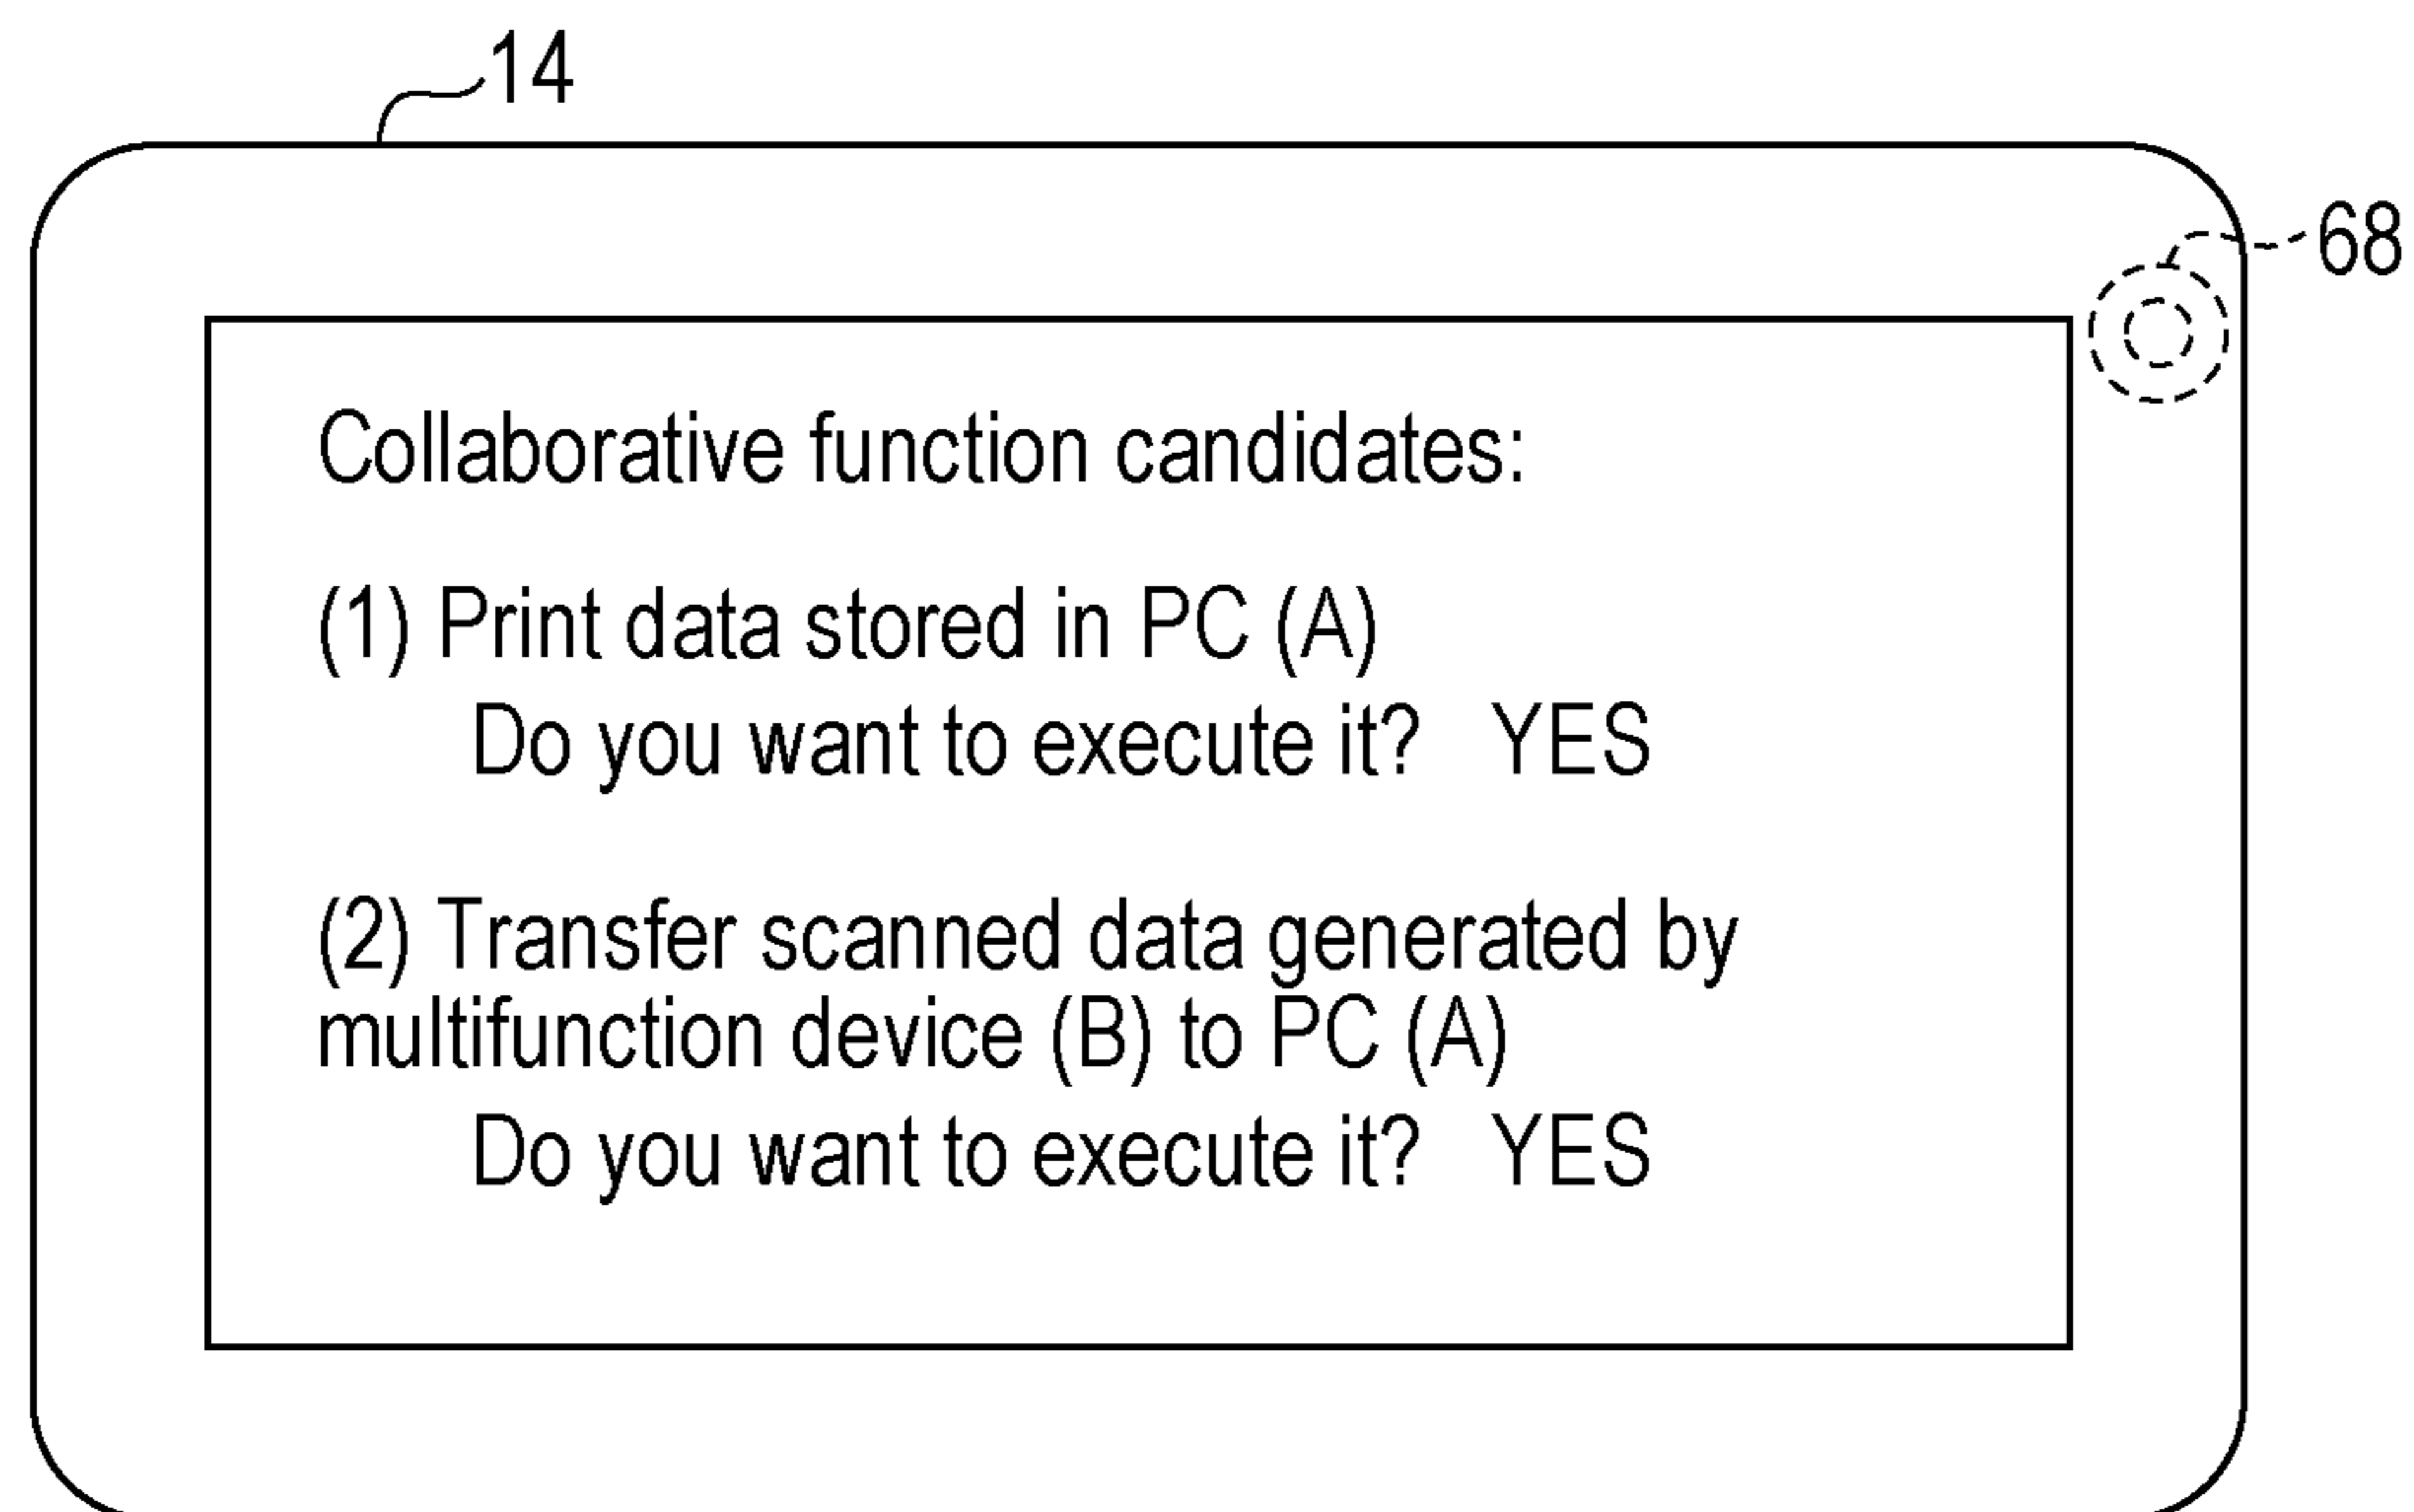 14
68
Collaborative function candidates:
(1) Print data stored in PC (A)
Do you want to execute it? YES
(2) Transfer scanned data generated by
multifunction device (B) to PC (A)
Do you want to execute it? YES